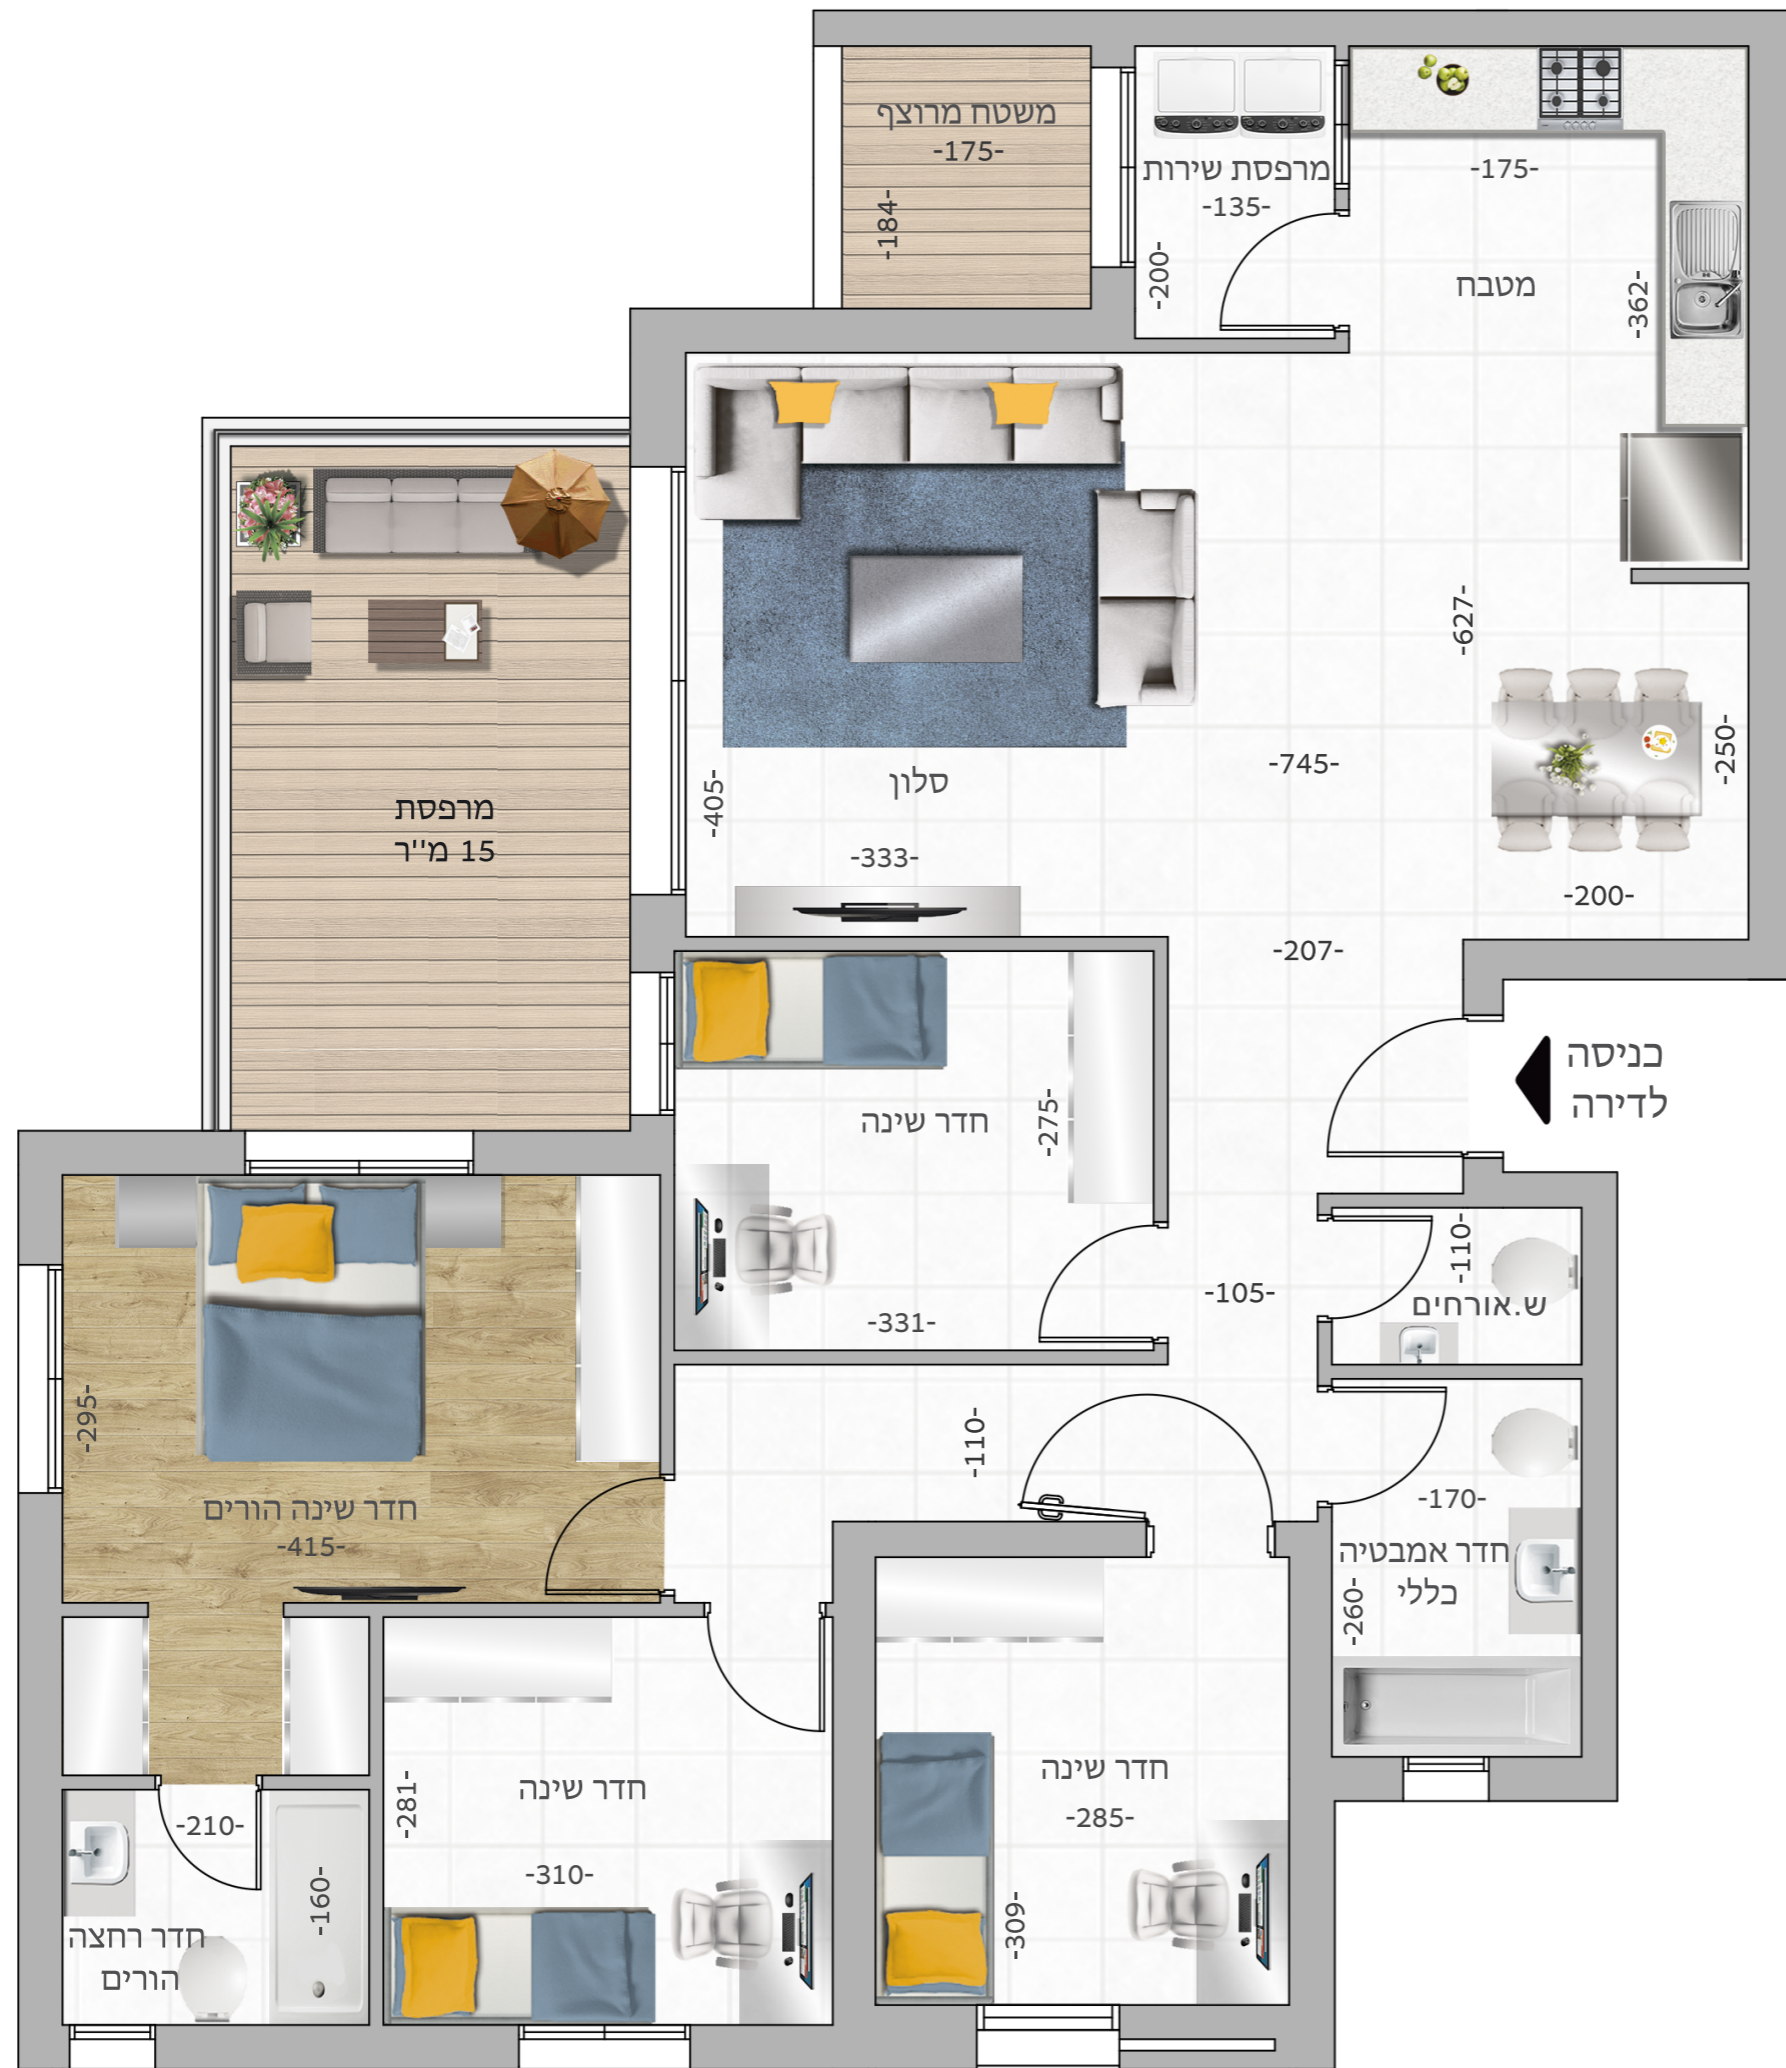 משטח מרוצף
-175-
-184-
מרפסת שירות
-135-
-200-
-175-
מטבח
-362-
-627-
-745-
-250-
-200-
סלון
-405-
-333-
-207-
מרפסת
15 מ''ר
כניסה
לדירה
חדר שינה
-275-
-331-
-105-
-110-
ש.אורחים
-110-
-170-
חדר אמבטיה
כללי
-260-
-295-
חדר שינה הורים
-415-
חדר שינה
-281-
-310-
חדר שינה
-285-
-309-
-210-
-160-
חדר רחצה
הורים